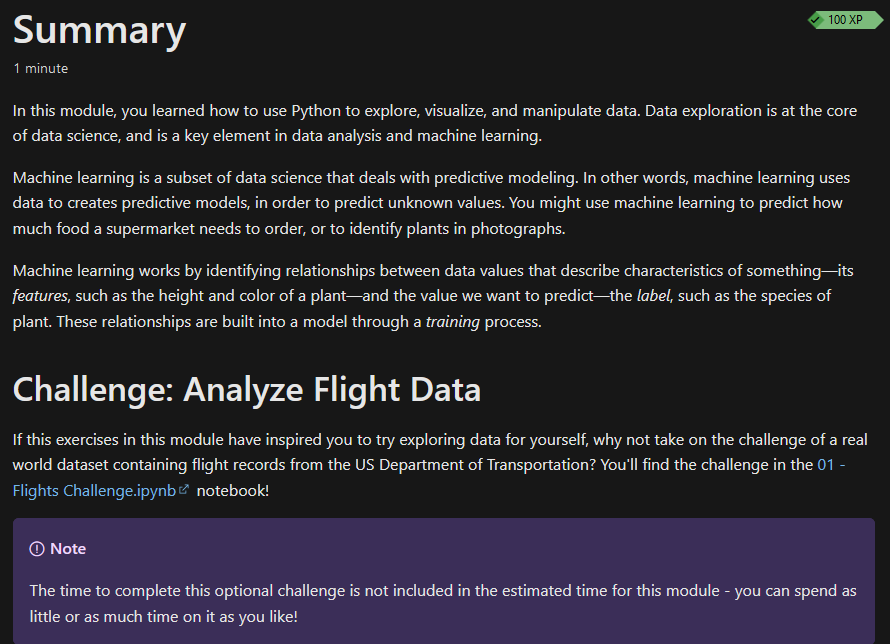 Summary
100 XP
1 minute
In this module, you learned how to use Python to explore, visualize, and manipulate data. Data exploration is at the core
of data science, and is a key element in data analysis and machine learning.
Machine learning is a subset of data science that deals with predictive modeling. In other words, machine learning uses
data to creates predictive models, in order to predict unknown values. You might use machine learning to predict how
much food a supermarket needs to order, or to identify plants in photographs.
Machine learning works by identifying relationships between data values that describe characteristics of something—its
features, such as the height and color of a plant—and the value we want to predict—the label, such as the species of
plant. These relationships are built into a model through a training process.
Challenge: Analyze Flight Data
If this exercises in this module have inspired you to try exploring data for yourself, why not take on the challenge of a real
world dataset containing flight records from the US Department of Transportation? You'll find the challenge in the 01 -
Flights Challenge.ipynb notebook!
Note
The time to complete this optional challenge is not included in the estimated time for this module - you can spend as
little or as much time on it as you like!